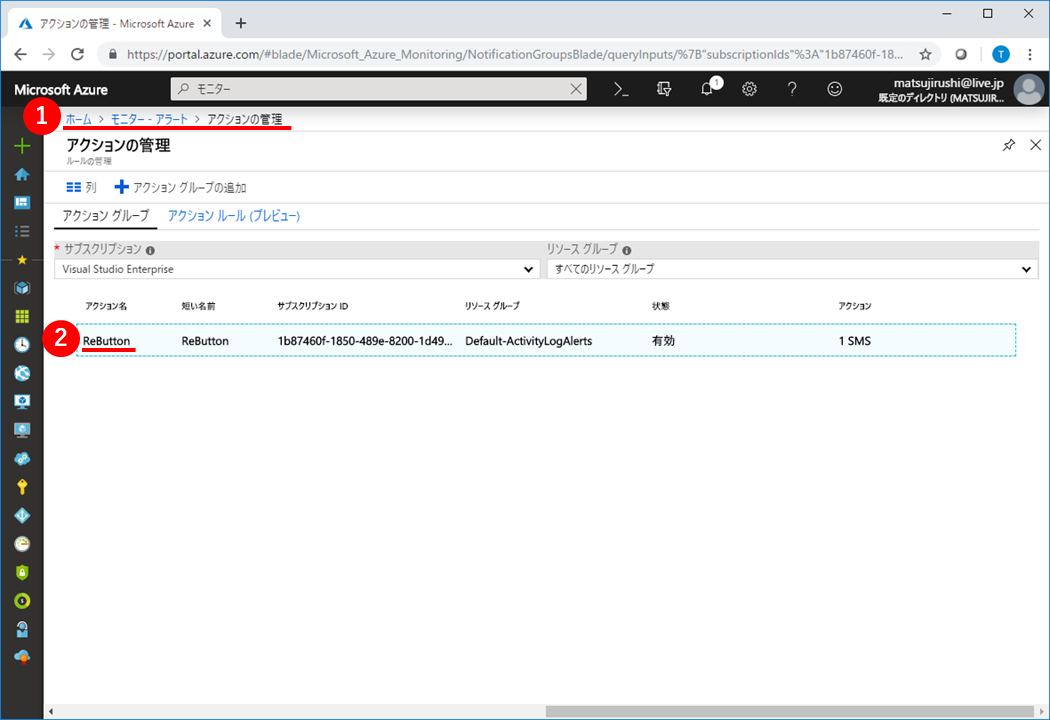 アクションの管理 - Microsoft Azure
https://portal.azure.com/#blade/Microsoft_Azure_Monitoring/NotificationGroupsBlade/queryInputs/%7B"subscriptionIds"%3A"1b87460f-18...
T
Microsoft Azure
モニター
1
matsujirushi@live.jp
既定のディレクトリ (MATSUJIR...
1
ホーム > モニター - アラート > アクションの管理
アクションの管理
ルールの管理
列
アクション グループの追加
アクション グループ
アクション ルール (プレビュー)
* サブスクリプション
リソース グループ
Visual Studio Enterprise
すべてのリソース グループ
アクション名 短い名前 サブスクリプション ID リソース グループ 状態 アクション
2
ReButton ReButton 1b87460f-1850-489e-8200-1d49... Default-ActivityLogAlerts 有効 1 SMS